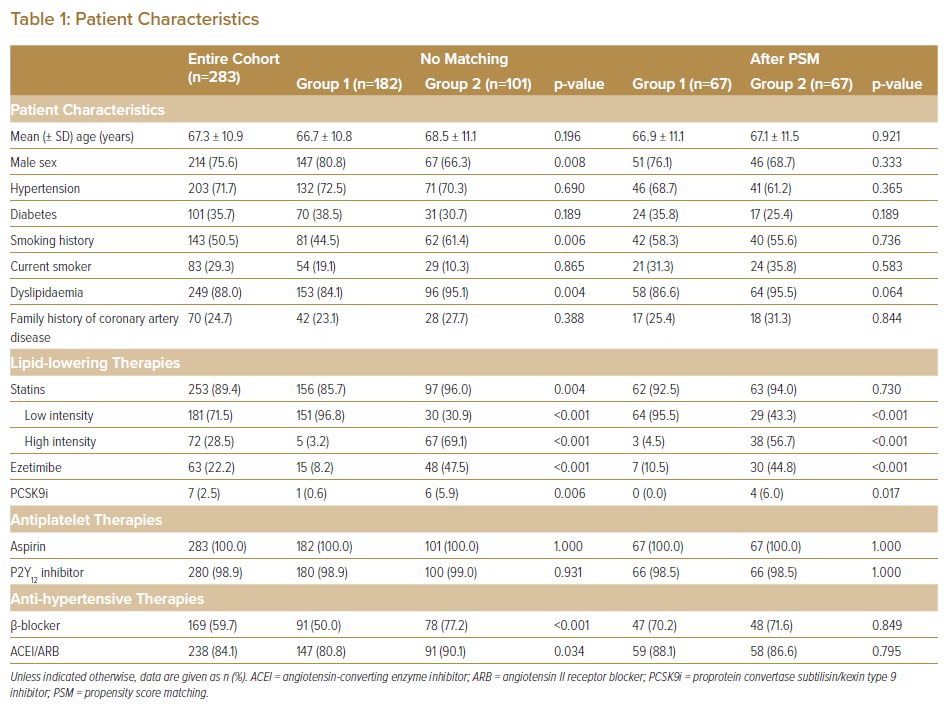 Table 1: Patient Characteristics
Entire Cohort (n=283) No Matching After PSM
Group 1 (n=182) Group 2 (n=101) p-value Group 1 (n=67) Group 2 (n=67) p-value
Patient Characteristics
Mean (± SD) age (years) 67.3 ± 10.9 66.7 ± 10.8 68.5 ± 11.1 0.196 66.9 ± 11.1 67.1 ± 11.5 0.921
Male sex 214 (75.6) 147 (80.8) 67 (66.3) 0.008 51 (76.1) 46 (68.7) 0.333
Hypertension 203 (71.7) 132 (72.5) 71 (70.3) 0.690 46 (68.7) 41 (61.2) 0.365
Diabetes 101 (35.7) 70 (38.5) 31 (30.7) 0.189 24 (35.8) 17 (25.4) 0.189
Smoking history 143 (50.5) 81 (44.5) 62 (61.4) 0.006 42 (58.3) 40 (55.6) 0.736
Current smoker 83 (29.3) 54 (19.1) 29 (10.3) 0.865 21 (31.3) 24 (35.8) 0.583
Dyslipidaemia 249 (88.0) 153 (84.1) 96 (95.1) 0.004 58 (86.6) 64 (95.5) 0.064
Family history of coronary artery disease 70 (24.7) 42 (23.1) 28 (27.7) 0.388 17 (25.4) 18 (31.3) 0.844
Lipid-lowering Therapies
Statins 253 (89.4) 156 (85.7) 97 (96.0) 0.004 62 (92.5) 63 (94.0) 0.730
Low intensity 181 (71.5) 151 (96.8) 30 (30.9) <0.001 64 (95.5) 29 (43.3) <0.001
High intensity 72 (28.5) 5 (3.2) 67 (69.1) <0.001 3 (4.5) 38 (56.7) <0.001
Ezetimibe 63 (22.2) 15 (8.2) 48 (47.5) <0.001 7 (10.5) 30 (44.8) <0.001
PCSK9i 7 (2.5) 1 (0.6) 6 (5.9) 0.006 0 (0.0) 4 (6.0) 0.017
Antiplatelet Therapies
Aspirin 283 (100.0) 182 (100.0) 101 (100.0) 1.000 67 (100.0) 67 (100.0) 1.000
P2Y12 inhibitor 280 (98.9) 180 (98.9) 100 (99.0) 0.931 66 (98.5) 66 (98.5) 1.000
Anti-hypertensive Therapies
β-blocker 169 (59.7) 91 (50.0) 78 (77.2) <0.001 47 (70.2) 48 (71.6) 0.849
ACEI/ARB 238 (84.1) 147 (80.8) 91 (90.1) 0.034 59 (88.1) 58 (86.6) 0.795
Unless indicated otherwise, data are given as n (%). ACEI = angiotensin-converting enzyme inhibitor; ARB = angiotensin II receptor blocker; PCSK9i = proprotein convertase subtilisin/kexin type 9
inhibitor; PSM = propensity score matching.